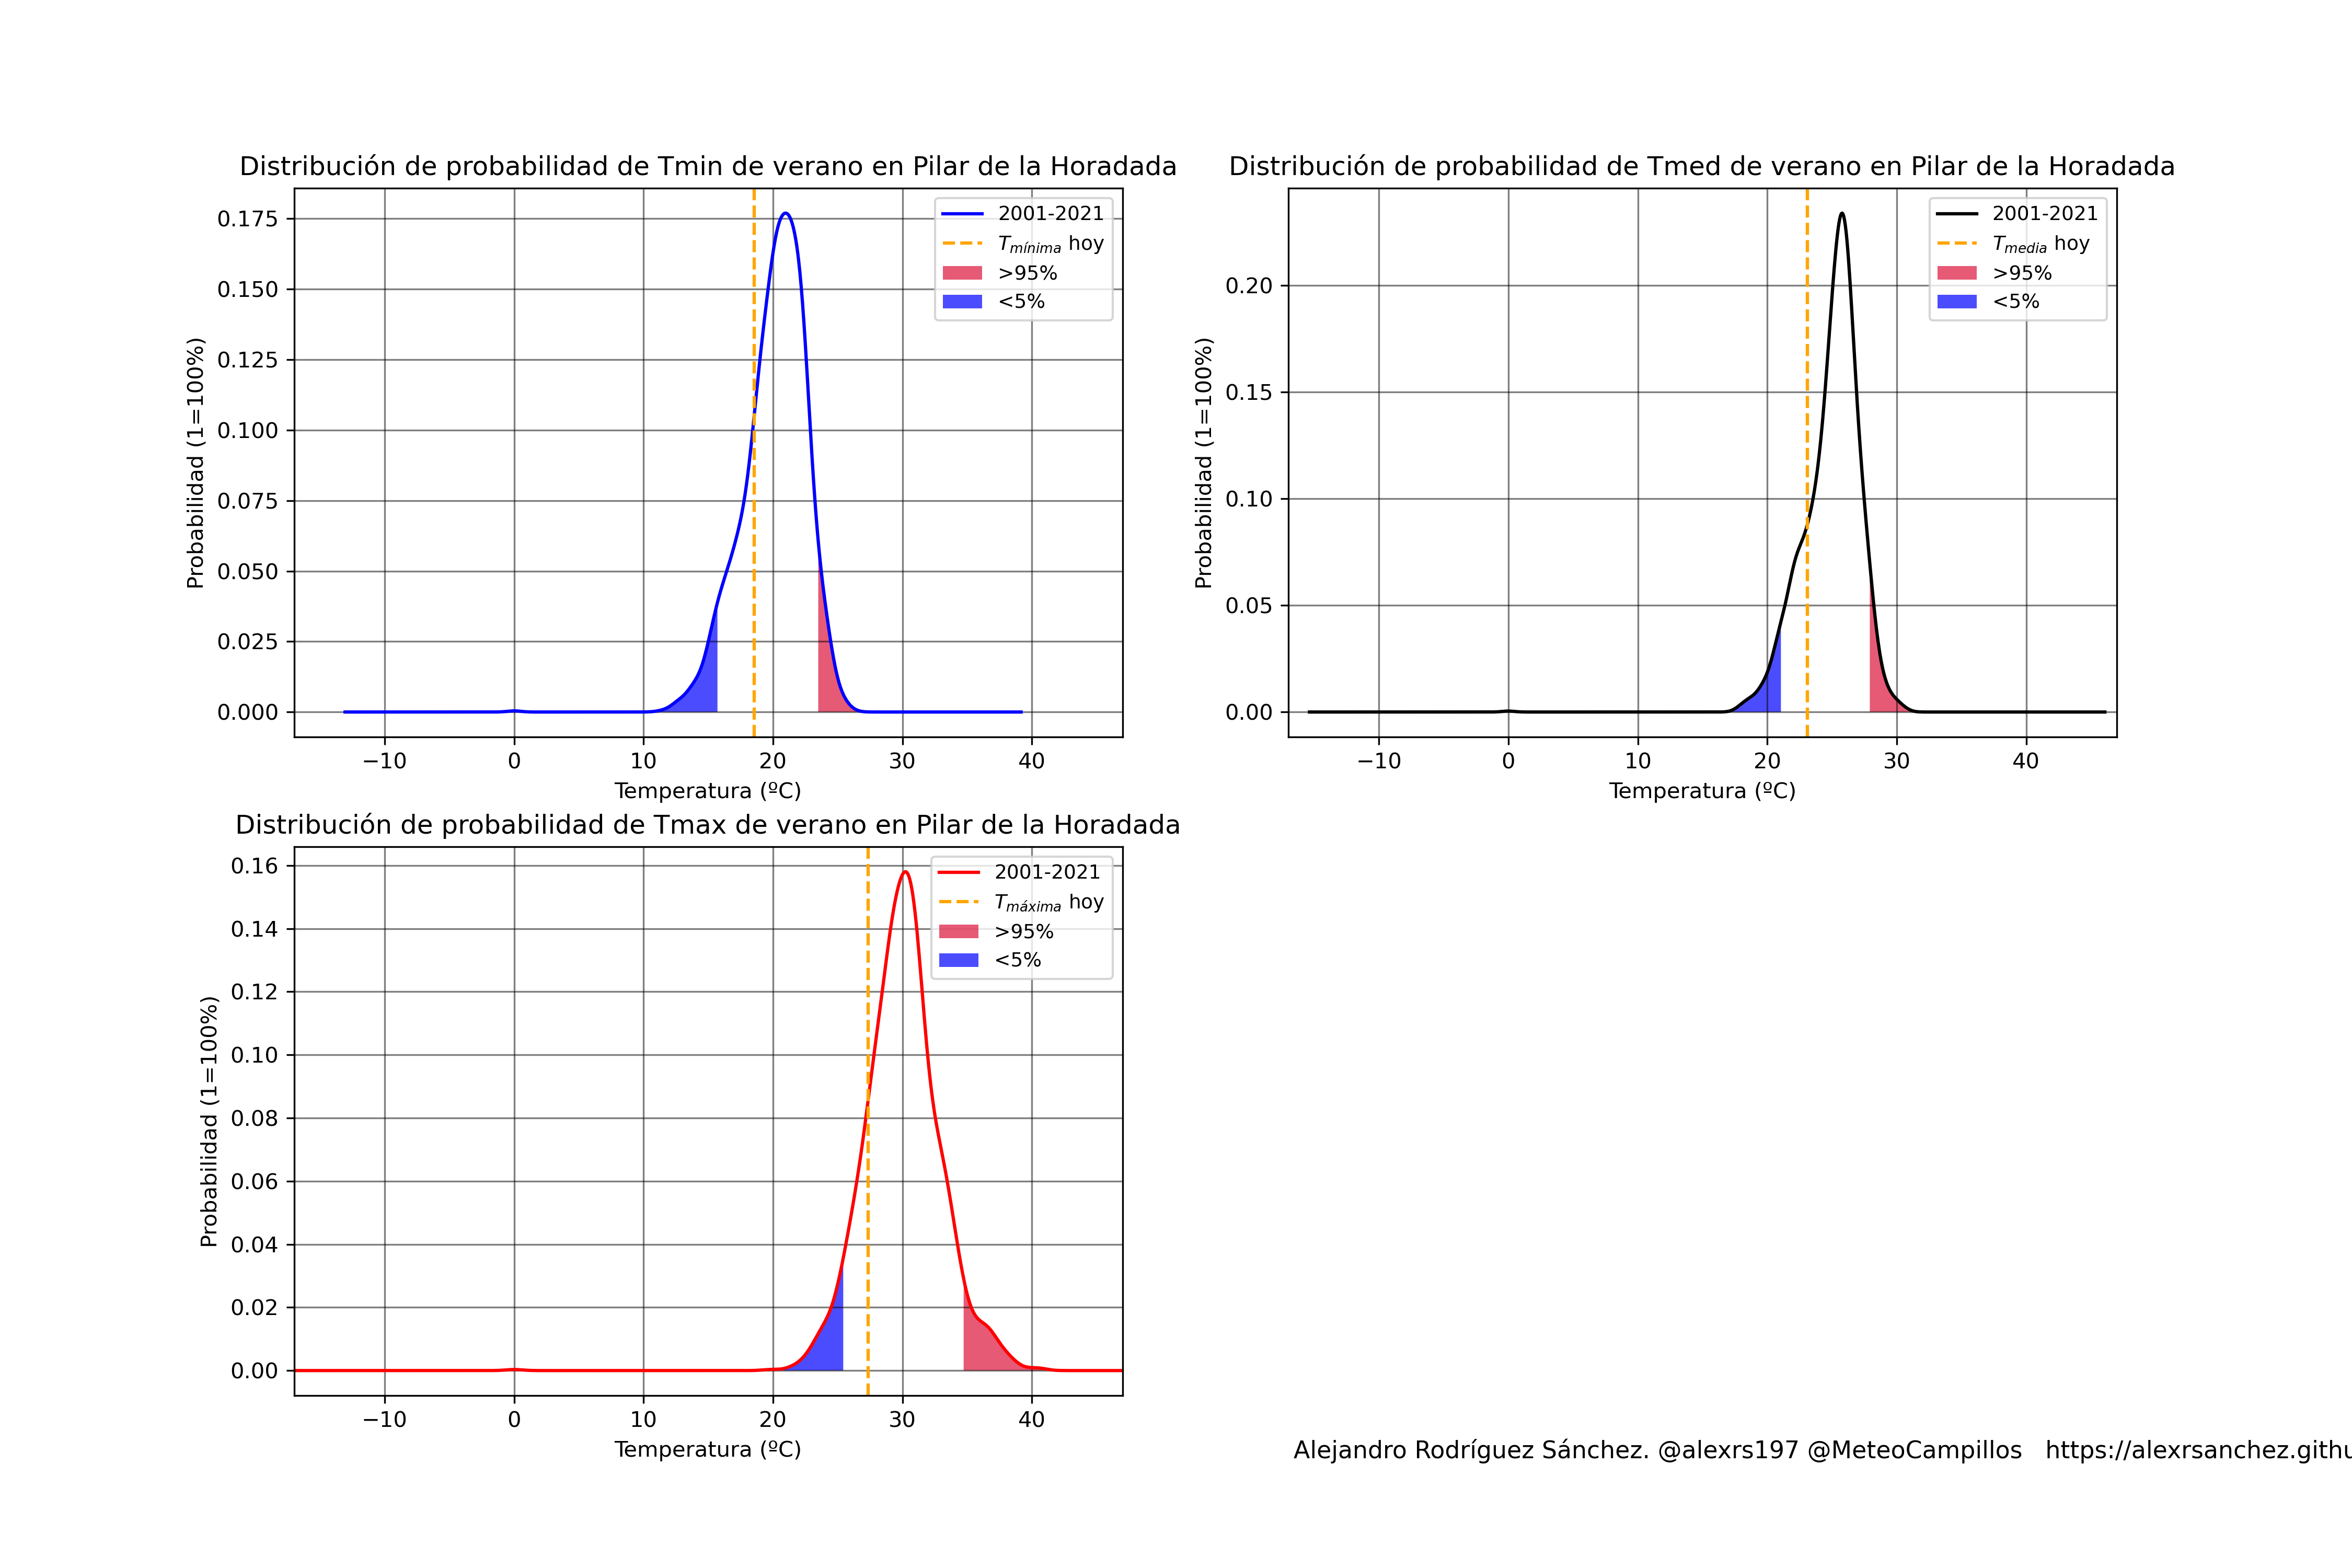 Distribución de probabilidad de Tmin de verano en Pilar de la Horadada
Probabilidad (1=100%)
0.175
0.150
0.125
0.100
0.075
0.050
0.025
0.000
2001-2021
Tmínima hoy
>95%
<5%
−10 0 10 20 30 40
Temperatura (ºC)
Distribución de probabilidad de Tmed de verano en Pilar de la Horadada
Probabilidad (1=100%)
0.20
0.15
0.10
0.05
0.00
2001-2021
Tmedia hoy
>95%
<5%
−10 0 10 20 30 40
Temperatura (ºC)
Distribución de probabilidad de Tmax de verano en Pilar de la Horadada
Probabilidad (1=100%)
0.16
0.14
0.12
0.10
0.08
0.06
0.04
0.02
0.00
2001-2021
Tmáxima hoy
>95%
<5%
−10 0 10 20 30 40
Temperatura (ºC)
Alejandro Rodríguez Sánchez. @alexrs197 @MeteoCampillos https://alexrsanchez.githu